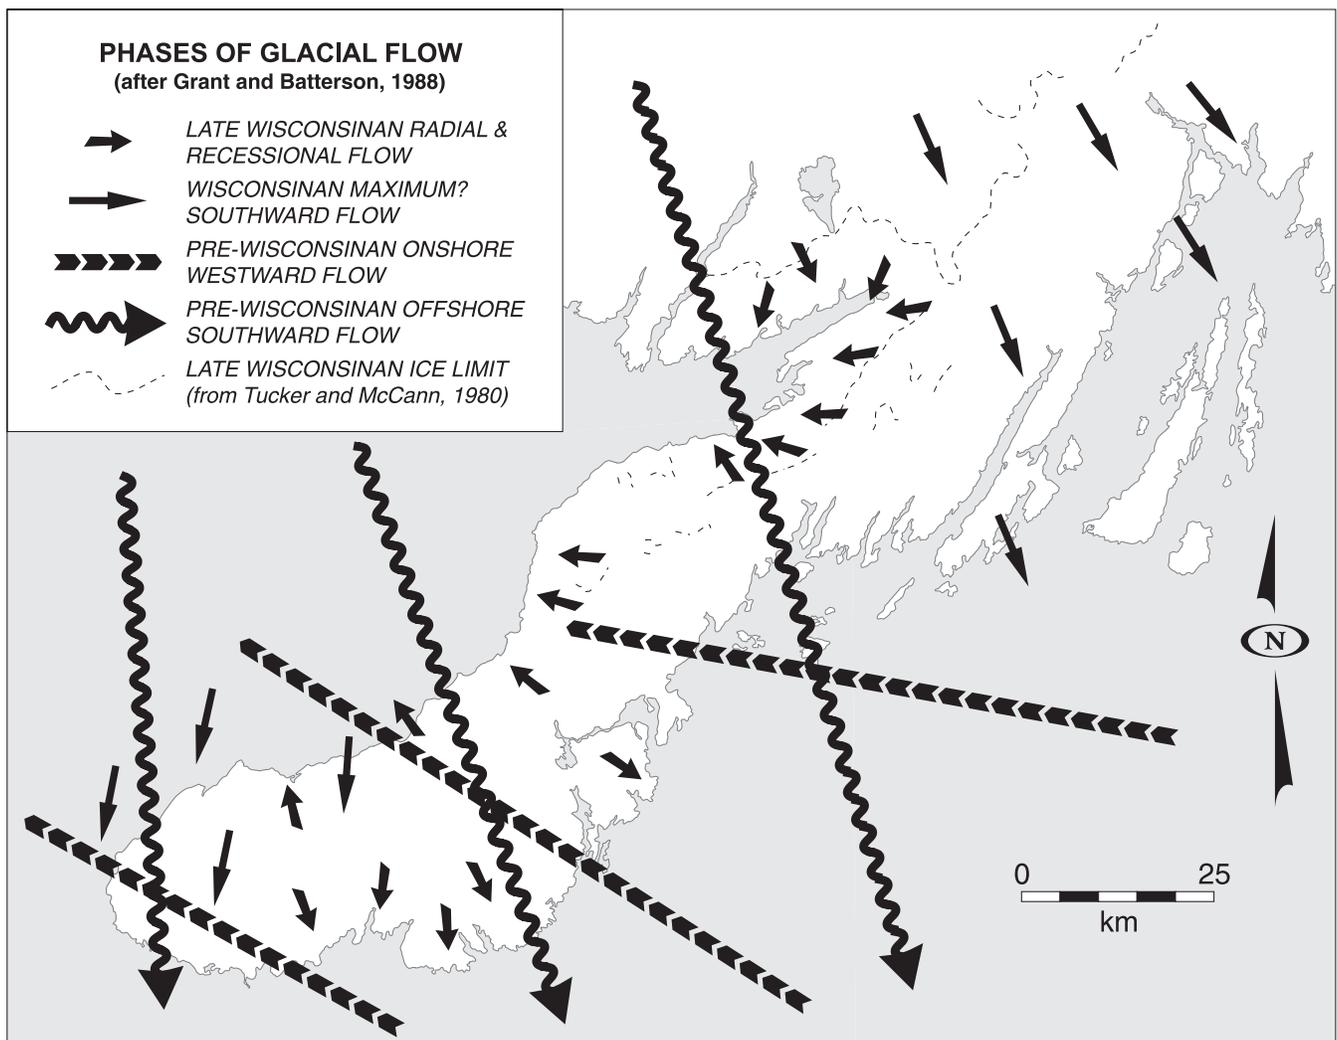 PHASES OF GLACIAL FLOW
(after Grant and Batterson, 1988)
LATE WISCONSINAN RADIAL &
RECESSIONAL FLOW
WISCONSINAN MAXIMUM?
SOUTHWARD FLOW
PRE-WISCONSINAN ONSHORE
WESTWARD FLOW
PRE-WISCONSINAN OFFSHORE
SOUTHWARD FLOW
LATE WISCONSINAN ICE LIMIT
(from Tucker and McCann, 1980)
N
0 25
km